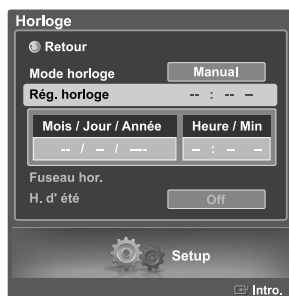 Horloge
Retour
Mode horloge Manual
Rég. horloge -- : -- –
Mois / Jour / Année Heure / Min
-- / – / –-- – : – –
Fuseau hor.
H. d' été Off
Setup
Intro.